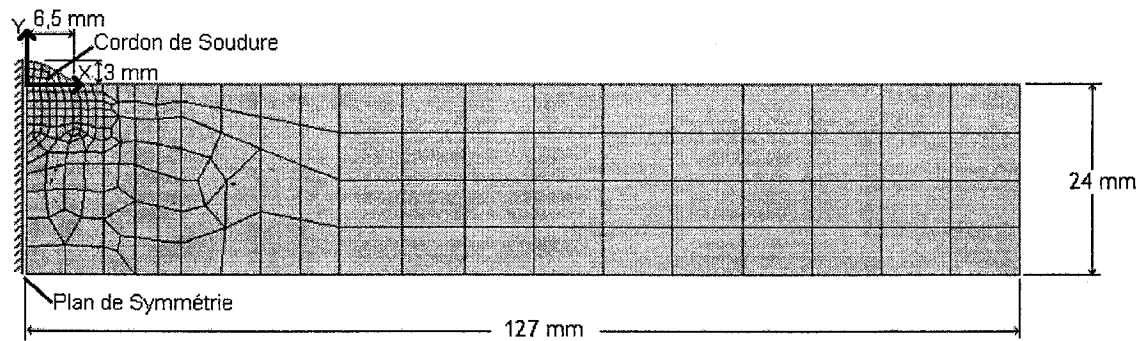 Y
6,5 mm
Cordon de Soudure
X
3 mm
24 mm
Plan de Symmétrie
127 mm